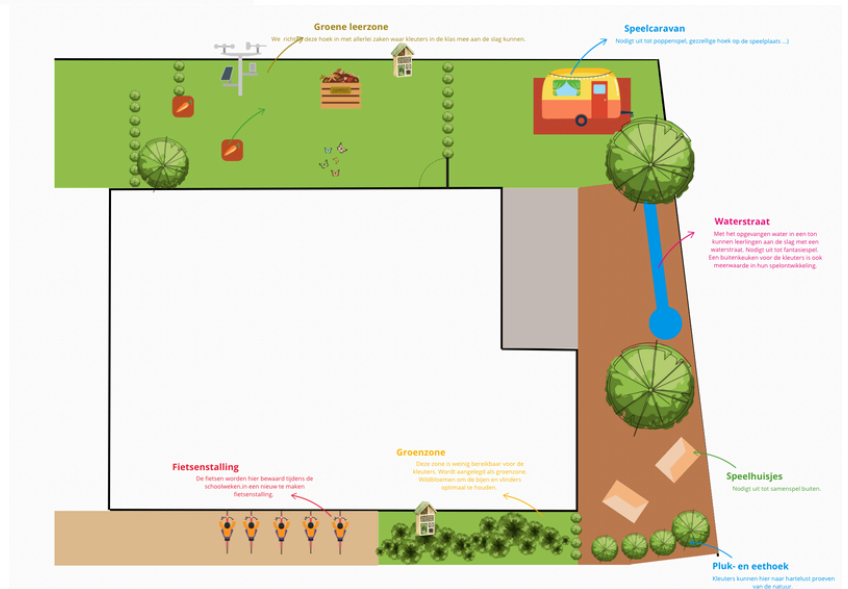 Groene leerzone
We richten deze hoek in met allerlei zaken waar kleuters in de klas mee aan de slag kunnen.
Speelcaravan
Nodigt uit tot poppenspel, gezellige hoek op de speelplaats ...)
Waterstraat
Met het opgevangen water in een ton
kunnen leerlingen aan de slag met een
waterstraat. Nodigt uit tot fantasiespel.
Een buitenkeuken voor de kleuters is ook
meerwaarde in hun spelontwikkeling.
Groenzone
Deze zone is weinig bereikbaar voor de
kleuters. Wordt aangelegd als groenzone.
Wildbloemen om de bijen en vlinders
optimaal te houden.
Fietsenstalling
De fietsen worden hier bewaard tijdens de
schoolweken.in een nieuw te maken
fietsenstalling.
Speelhuisjes
Nodigt uit tot samenspel buiten.
Pluk- en eethoek
Kleuters kunnen hier naar hartelust proeven
van de natuur.